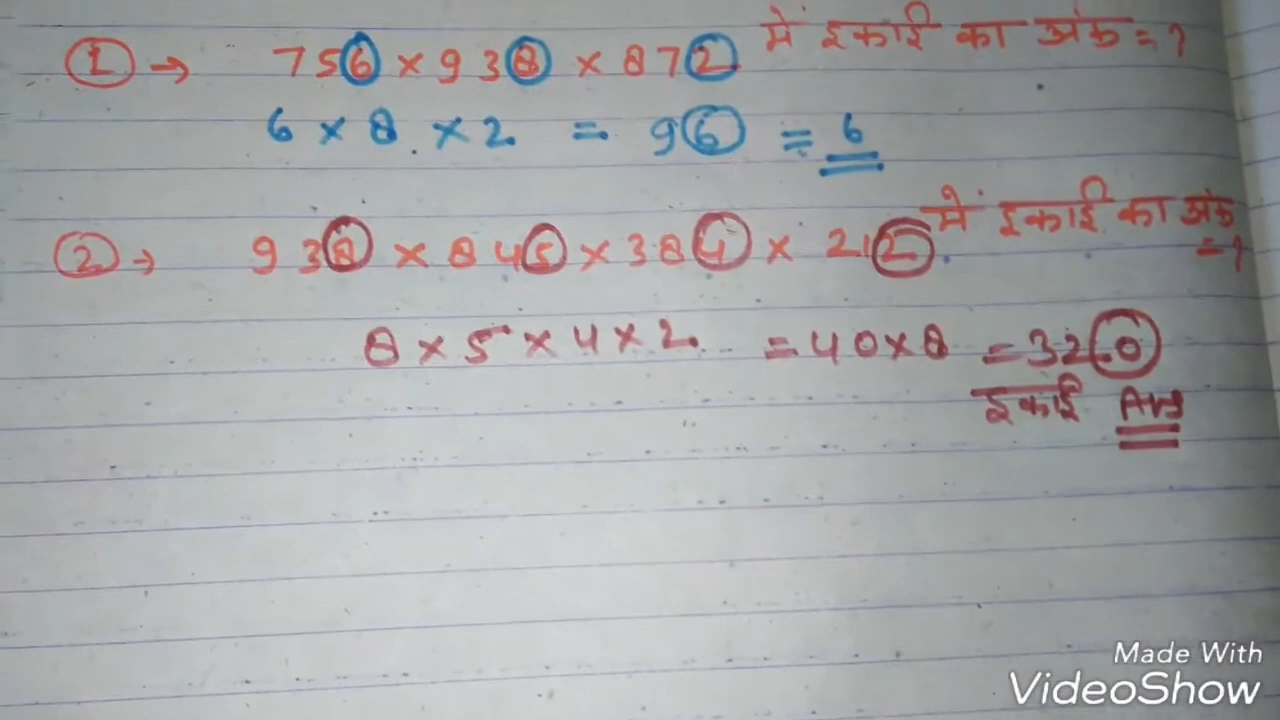 ① → 756 × 938 × 872 में इकाई का अंक = ?
6 × 8 × 2 = 96 = 6
② → 938 × 845 × 384 × 212 में इकाई का अंक = ?
8 × 5 × 4 × 2 = 40 × 8 = 320
इकाई Ans
Made With
VideoShow